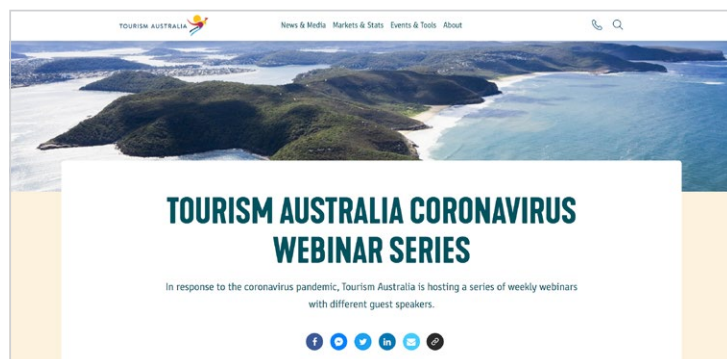 TOURISM AUSTRALIA
News & Media Markets & Stats Events & Tools About
TOURISM AUSTRALIA CORONAVIRUS
WEBINAR SERIES
In response to the coronavirus pandemic, Tourism Australia is hosting a series of weekly webinars
with different guest speakers.